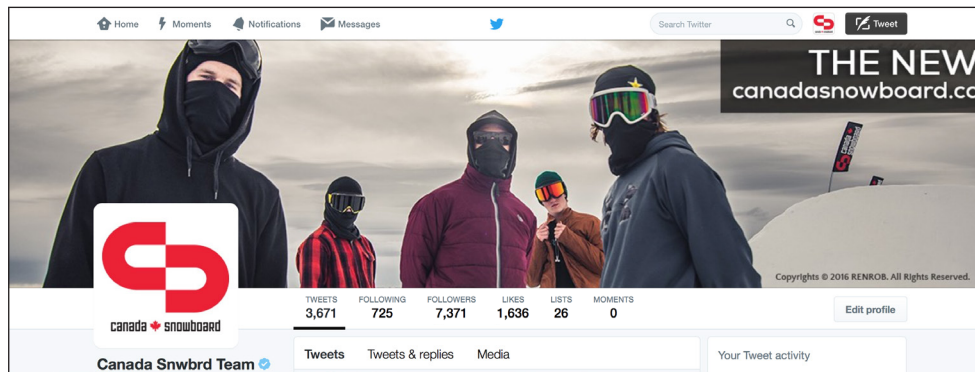 Home Moments Notifications Messages Search Twitter Tweet
THE NEW
canadasnowboard.c
canada snowboard
Copyrights © 2016 RENROB. All Rights Reserved.
canada snowboard
TWEETS FOLLOWING FOLLOWERS LIKES LISTS MOMENTS
3,671 725 7,371 1,636 26 0
Edit profile
Canada Snwbrd Team
Tweets Tweets & replies Media
Your Tweet activity